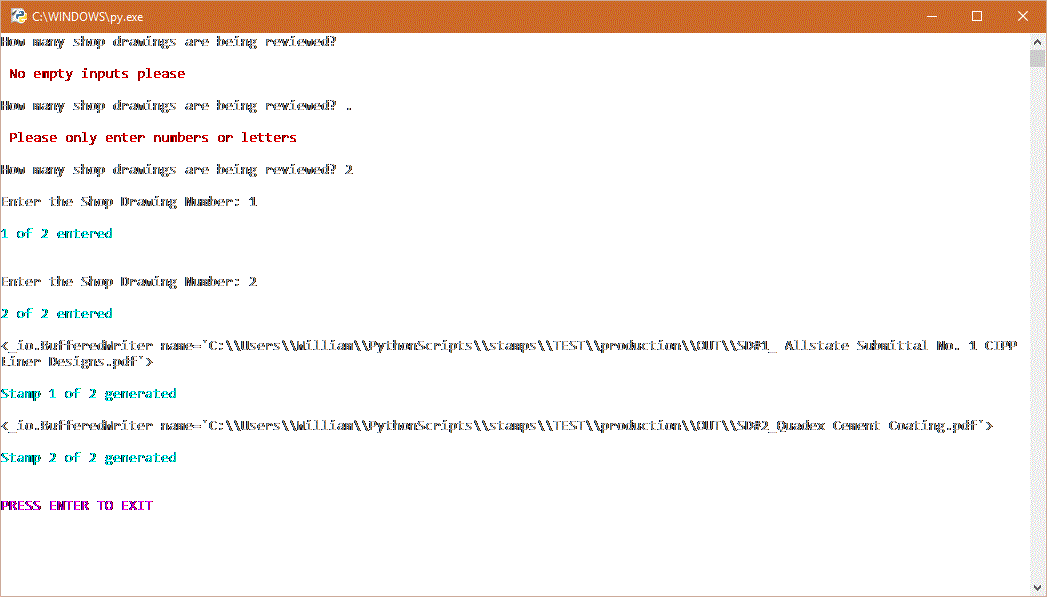 C:\WINDOWS\py.exe
How many shop drawings are being reviewed?
No empty inputs please
How many shop drawings are being reviewed? .
Please only enter numbers or letters
How many shop drawings are being reviewed? 2
Enter the Shop Drawing Number: 1
1 of 2 entered
Enter the Shop Drawing Number: 2
2 of 2 entered
<_io.BufferedWriter name='C:\\Users\\William\\PythonScripts\\stamps\\TEST\\production\\OUT\\SD#1_ Allstate Submittal No. 1 CIPP
Liner Designs.pdf'>
Stamp 1 of 2 generated
<_io.BufferedWriter name='C:\\Users\\William\\PythonScripts\\stamps\\TEST\\production\\OUT\\SD#2_Quadex Cement Coating.pdf'>
Stamp 2 of 2 generated
PRESS ENTER TO EXIT